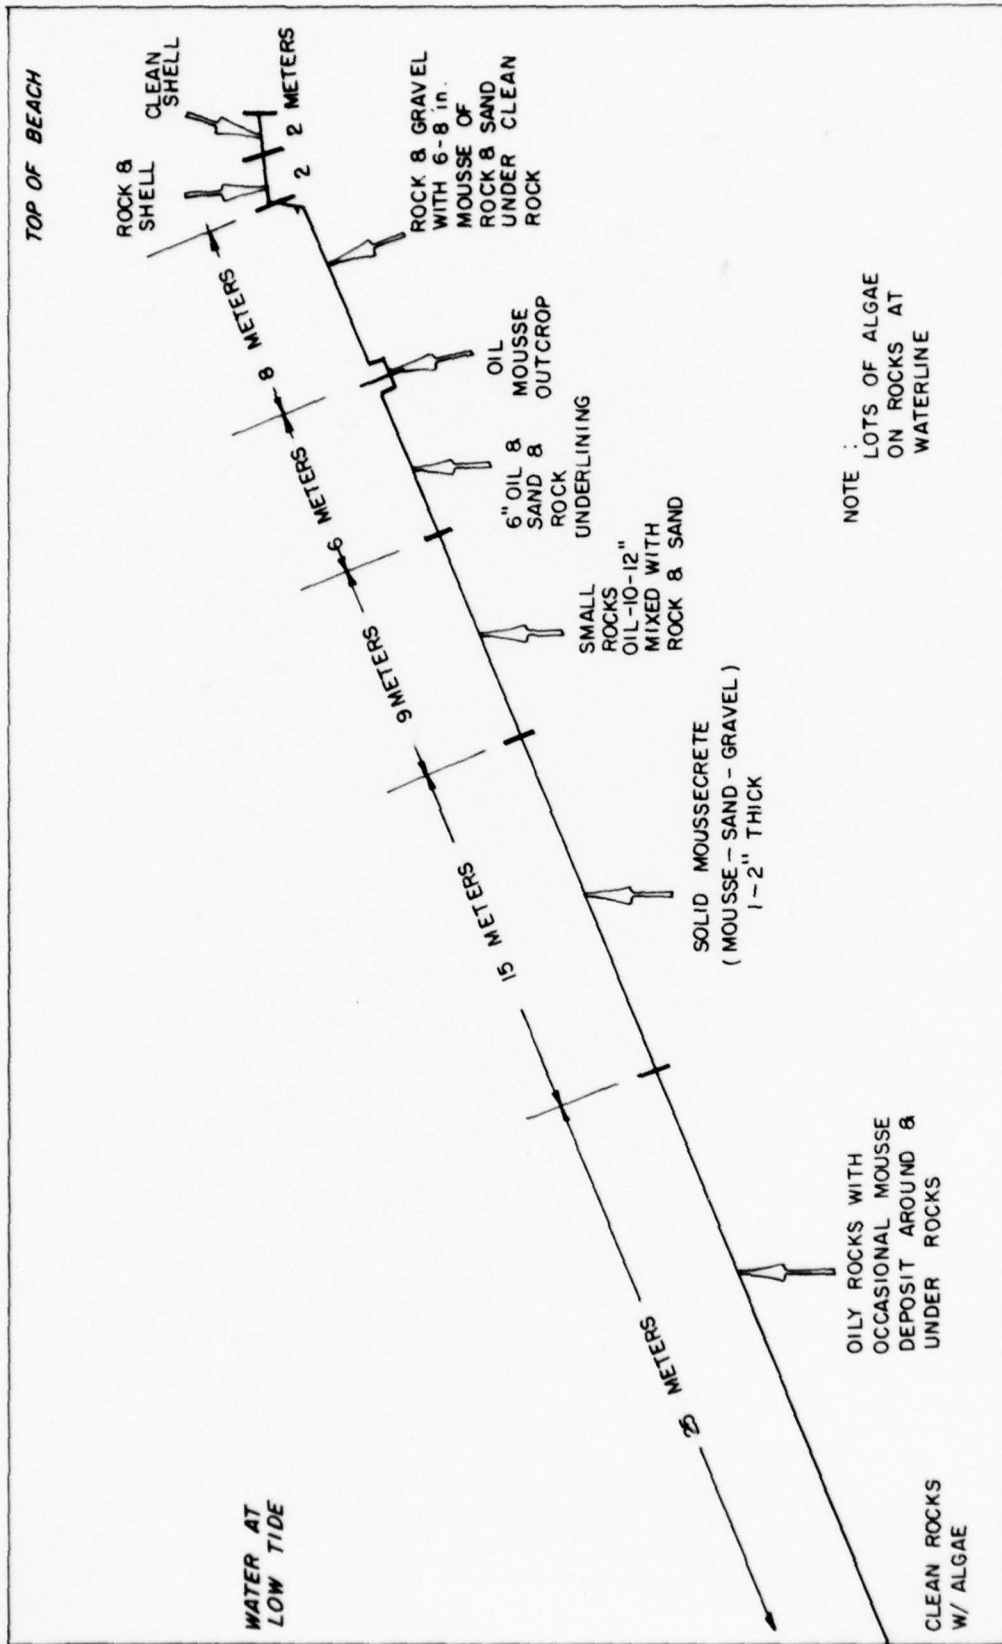 TOP OF BEACH
CLEAN
SHELL
ROCK &
SHELL
2 METERS
2
8 METERS
6 METERS
9 METERS
15 METERS
25 METERS
ROCK & GRAVEL
WITH 6-8 in.
MOUSSE OF
ROCK & SAND
UNDER CLEAN
ROCK
OIL
MOUSSE
OUTCROP
6" OIL &
SAND &
ROCK
UNDERLINING
SMALL
ROCKS
OIL-10-12"
MIXED WITH
ROCK & SAND
SOLID MOUSSECRETE
(MOUSSE-SAND-GRAVEL)
1-2" THICK
OILY ROCKS WITH
OCCASIONAL MOUSSE
DEPOSIT AROUND &
UNDER ROCKS
WATER AT
LOW TIDE
CLEAN ROCKS
W/ ALGAE
NOTE :
LOTS OF ALGAE
ON ROCKS AT
WATERLINE